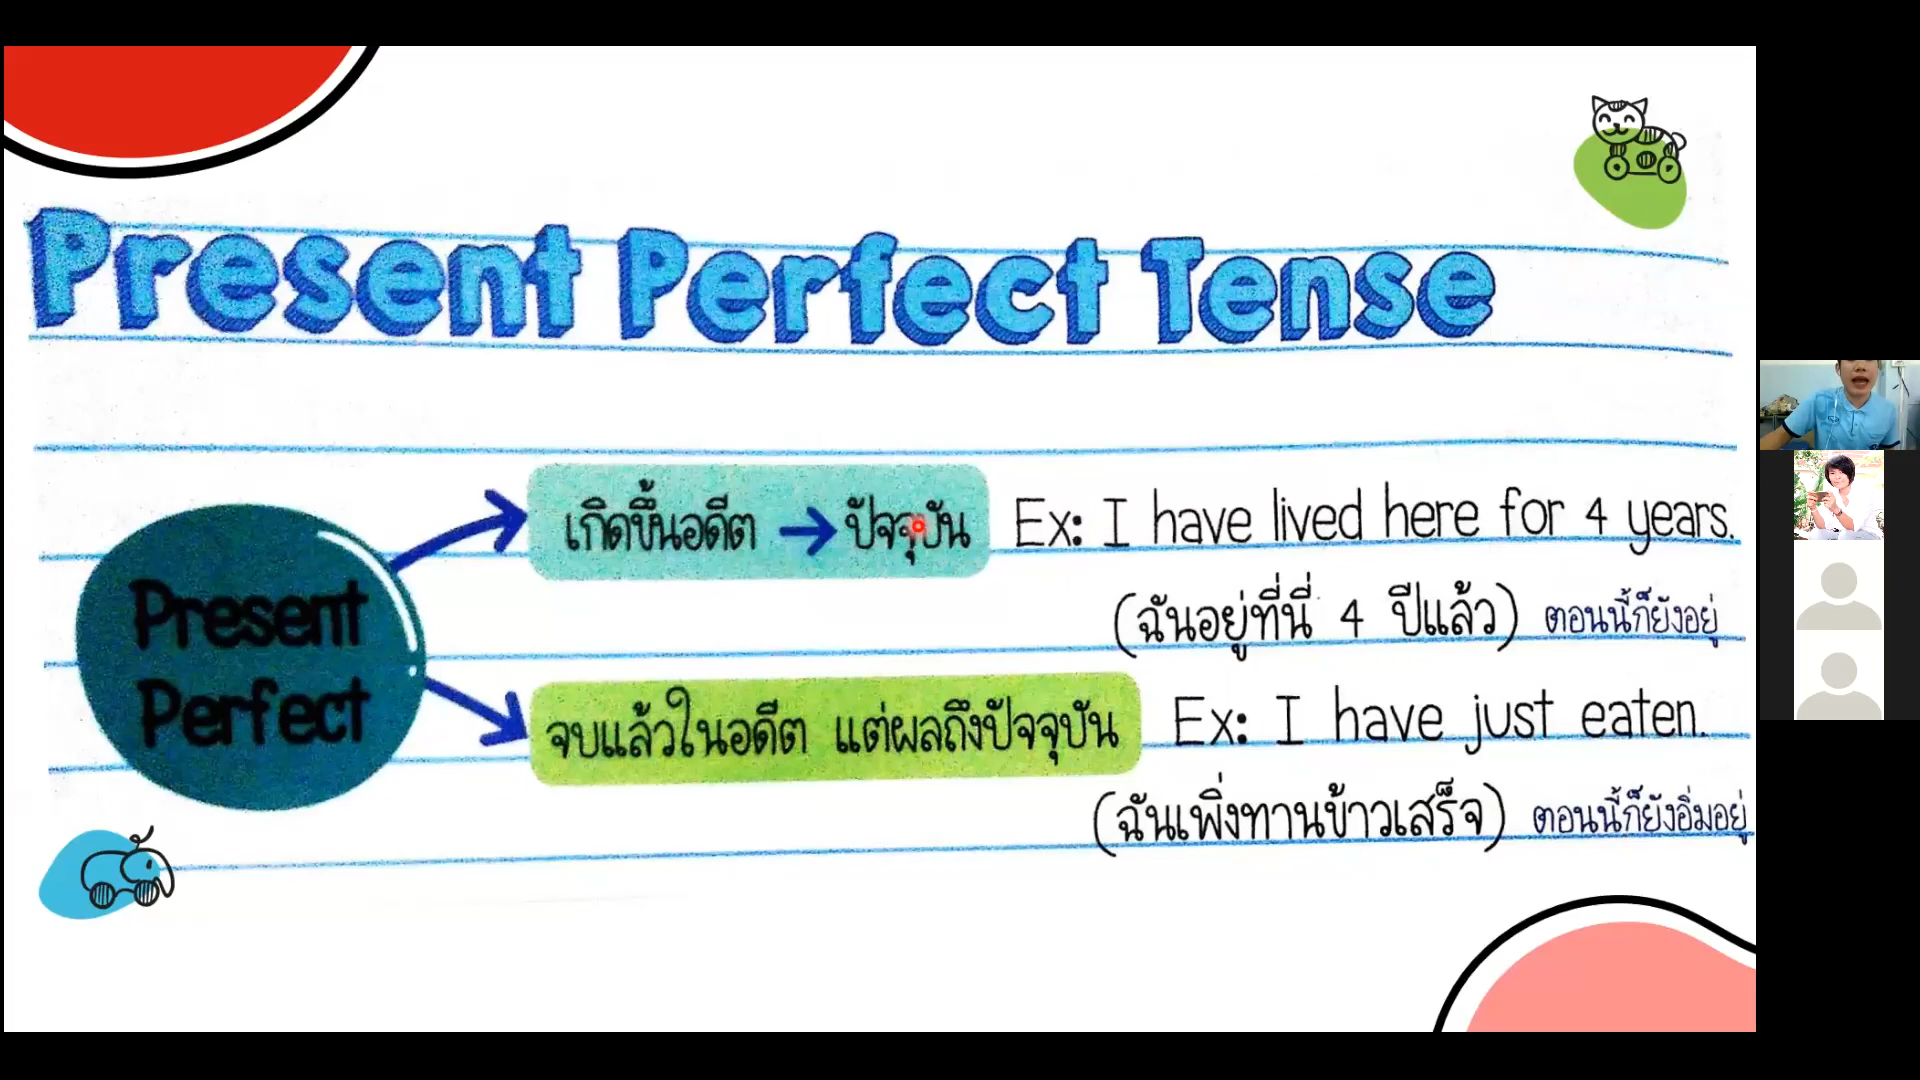 Present Perfect Tense
Present
Perfect
เกิดขึ้นอดีต → ปัจจุบัน
Ex: I have lived here for 4 years.
(ฉันอยู่ที่นี่ 4 ปีแล้ว) ตอนนี้ก็ยังอยู่
จบแล้วในอดีต แต่ผลถึงปัจจุบัน
Ex: I have just eaten.
(ฉันเพิ่งทานข้าวเสร็จ) ตอนนี้ก็ยังอิ่มอยู่